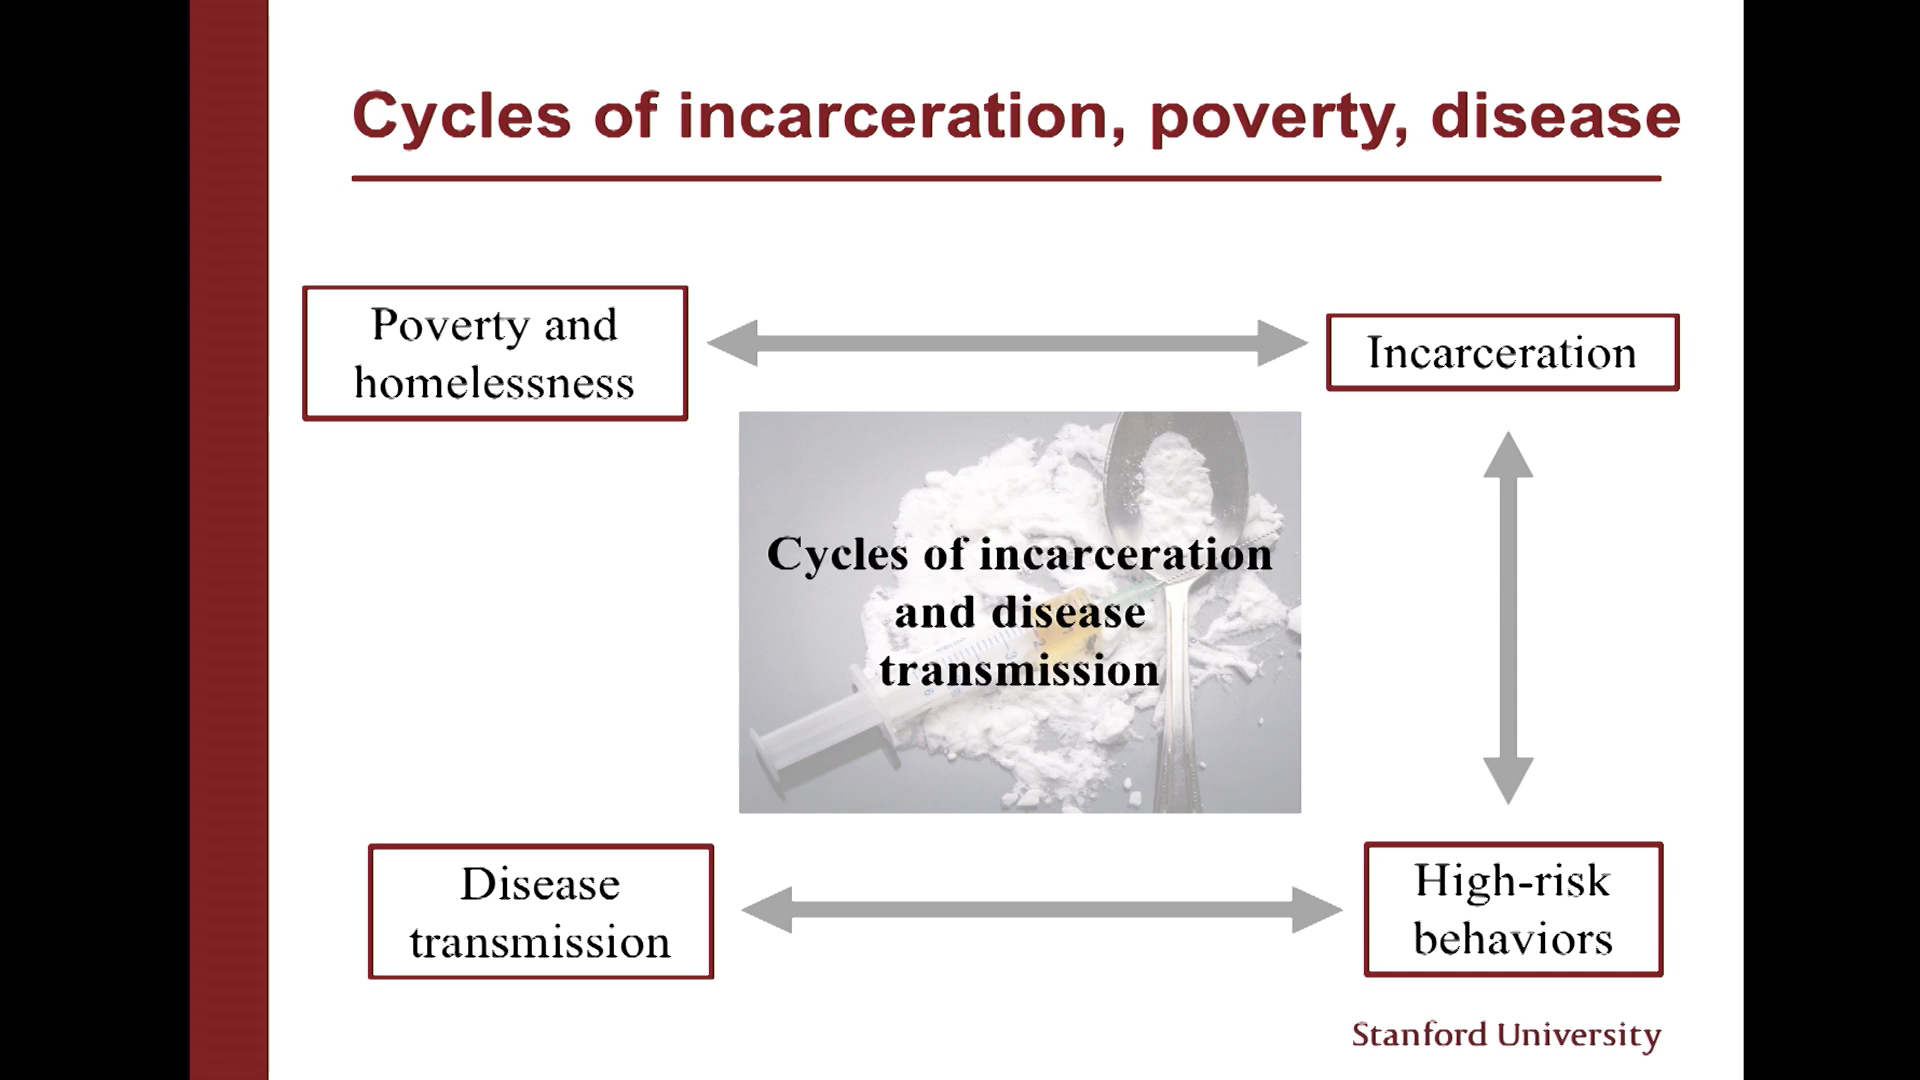 Cycles of incarceration, poverty, disease
Poverty and
homelessness
Incarceration
Cycles of incarceration
and disease
transmission
Disease
transmission
High-risk
behaviors
Stanford University